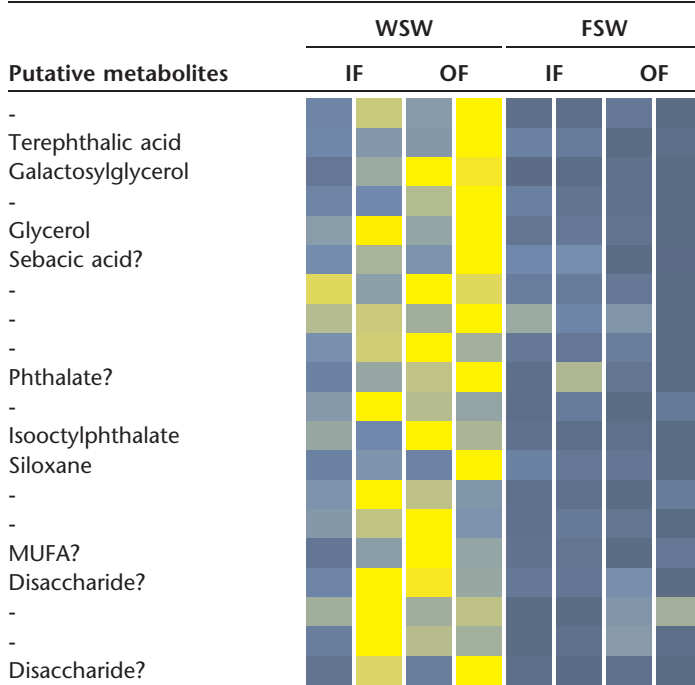 WSW FSW
Putative metabolites IF OF IF OF
-
Terephthalic acid
Galactosylglycerol
-
Glycerol
Sebacic acid?
-
-
-
Phthalate?
-
Isooctylphthalate
Siloxane
-
-
MUFA?
Disaccharide?
-
-
Disaccharide?